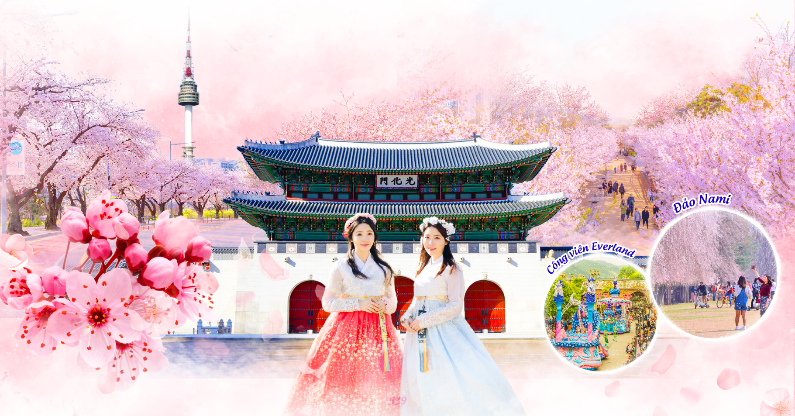 門化光
Đảo Nami
Công viên Everland